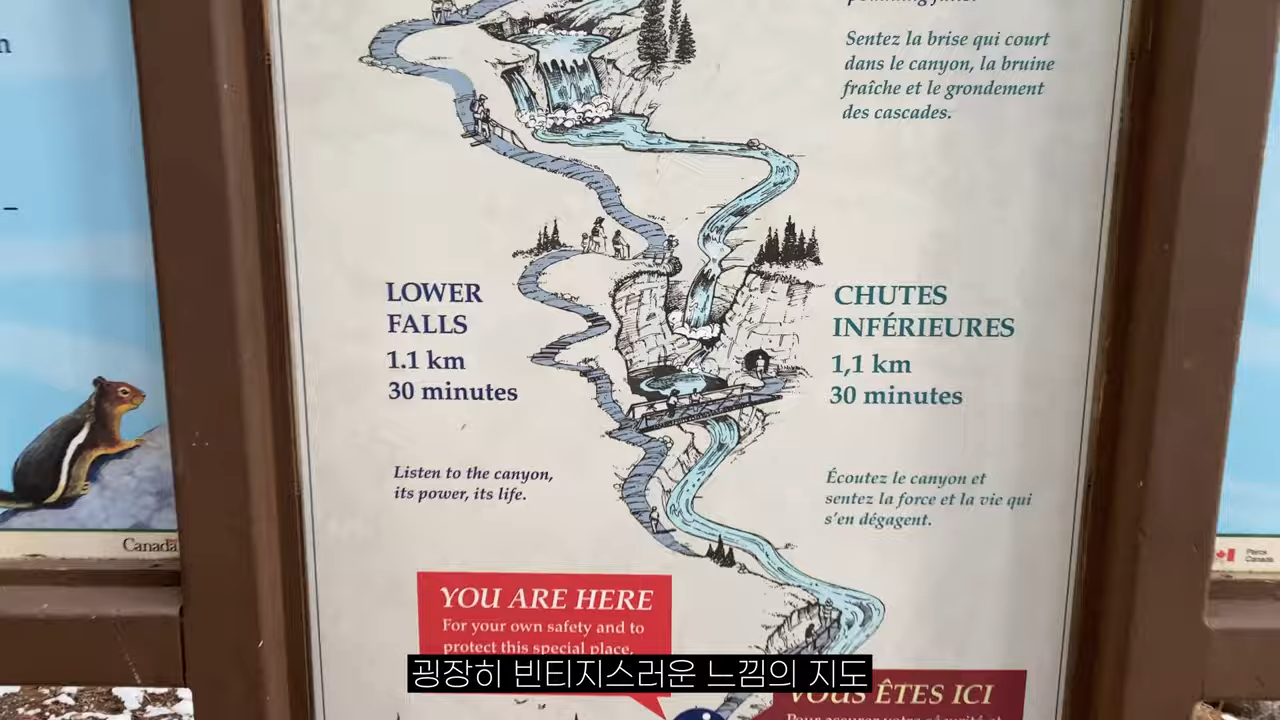 Sentez la brise qui court
dans le canyon, la bruine
fraîche et le grondement
des cascades.
LOWER
FALLS
1.1 km
30 minutes
CHUTES
INFÉRIEURES
1,1 km
30 minutes
Listen to the canyon,
its power, its life.
Écoutez le canyon et
sentez la force et la vie qui
s'en dégagent.
Canada
Parks
Canada
YOU ARE HERE
For your own safety and to
protect this special place,
VOUS ÊTES ICI
굉장히 빈티지스러운 느낌의 지도